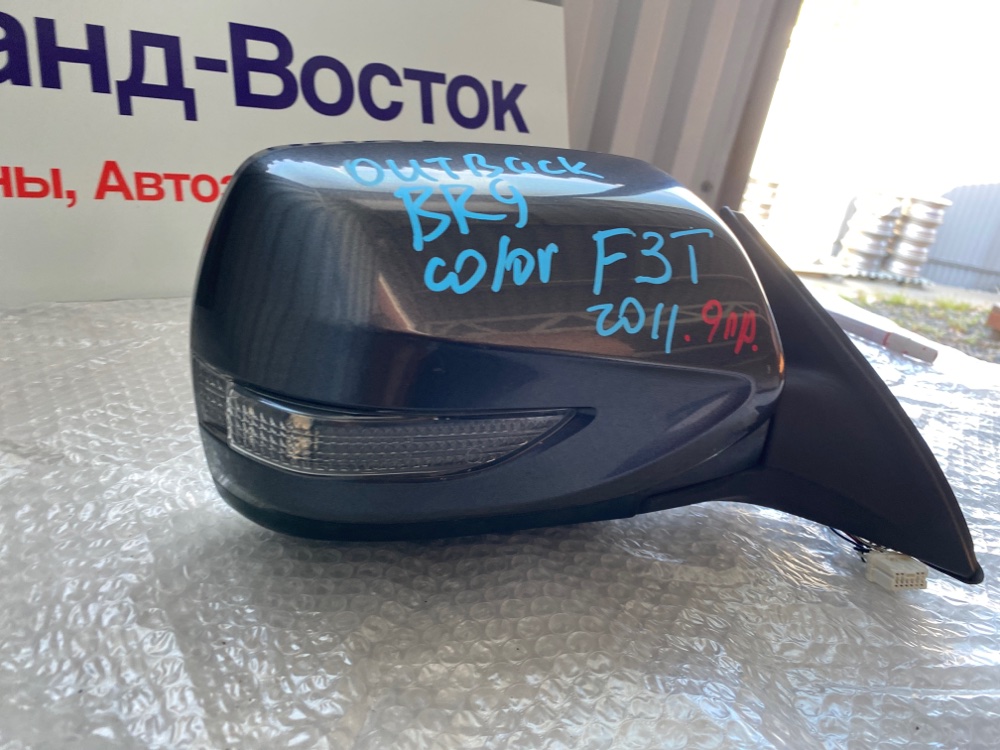 анд-Восток
ны, Авто
OUTBACK
BR9
color F3T
2011. 9пр.